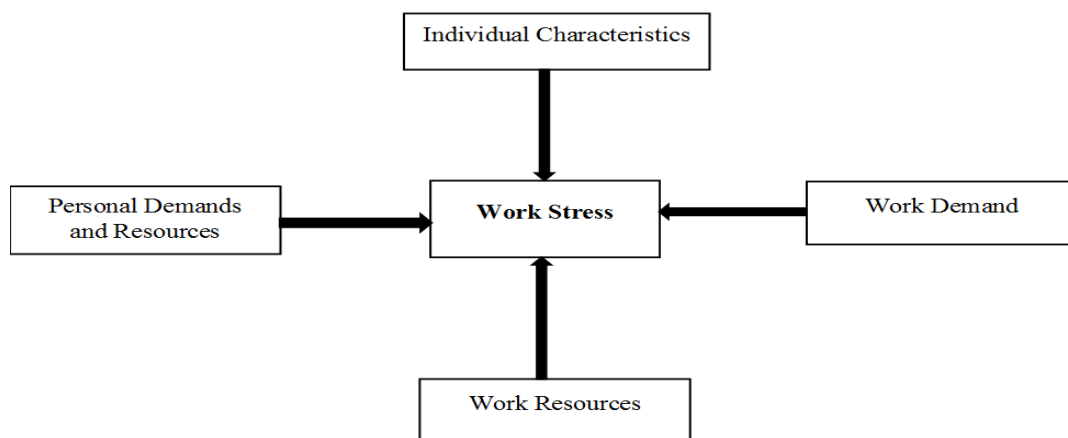 Individual Characteristics
Personal Demands
and Resources
Work Stress
Work Demand
Work Resources